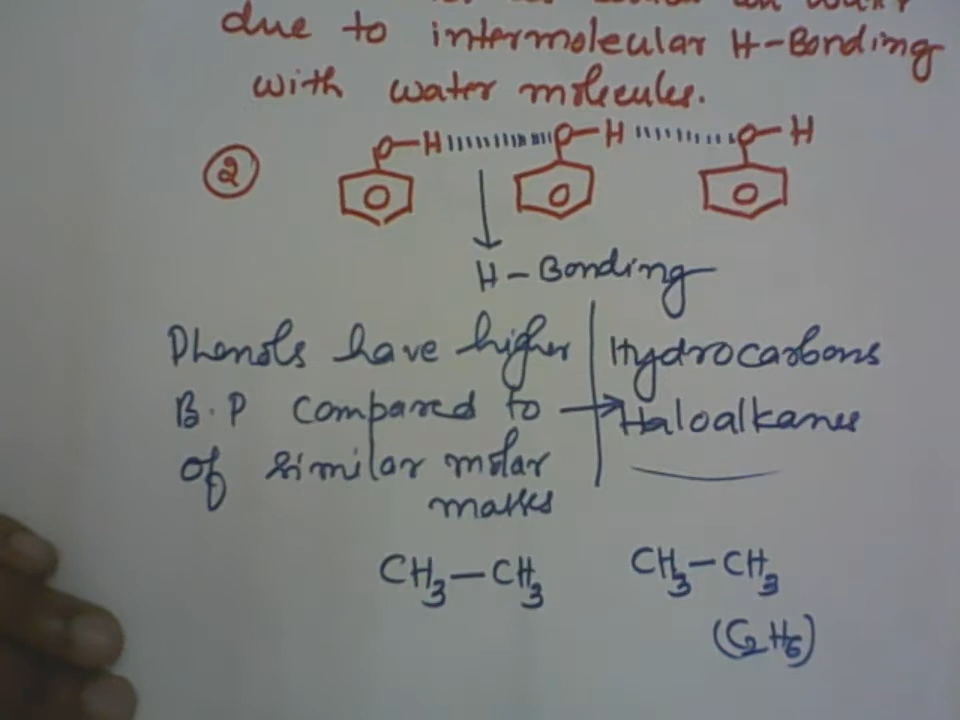 due to intermolecular H-Bonding
with water molecules.
② O-H O-H O-H
H-Bonding
Phenols have higher | Hydrocarbons
B.P compared to → Haloalkanes
of similar molar
masses
CH3-CH3 CH3-CH3
(C2H6)